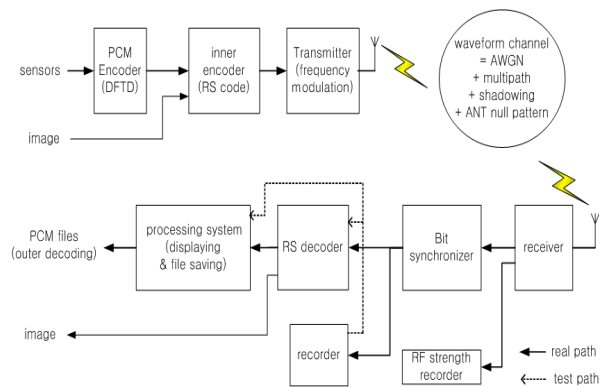 sensors
PCM
Encoder
(DFTD)
inner
encoder
(RS code)
Transmitter
(frequency
modulation)
waveform channel
= AWGN
+ multipath
+ shadowing
+ ANT null pattern
image
PCM files
(outer decoding)
processing system
(displaying
& file saving)
RS decoder
Bit
synchronizer
receiver
image
recorder
RF strength
recorder
real path
test path